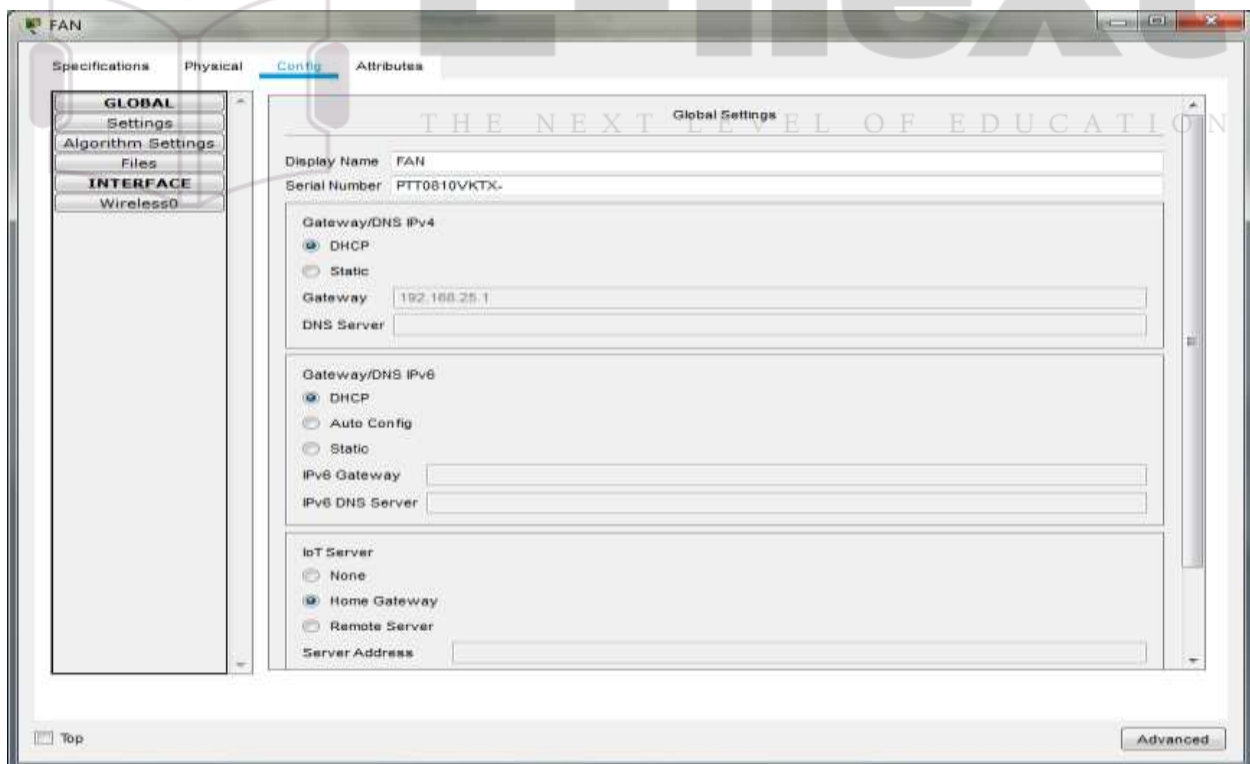 FAN
Specifications Physical Config Attributes
GLOBAL
Settings
Algorithm Settings
Files
INTERFACE
Wireless0
Global Settings
THE NEXT LEVEL OF EDUCATION
Display Name FAN
Serial Number PTT0810VKTX-
Gateway/DNS IPv4
DHCP
Static
Gateway 192.168.25.1
DNS Server
Gateway/DNS IPv6
DHCP
Auto Config
Static
IPv6 Gateway
IPv6 DNS Server
IoT Server
None
Home Gateway
Remote Server
Server Address
Top
Advanced